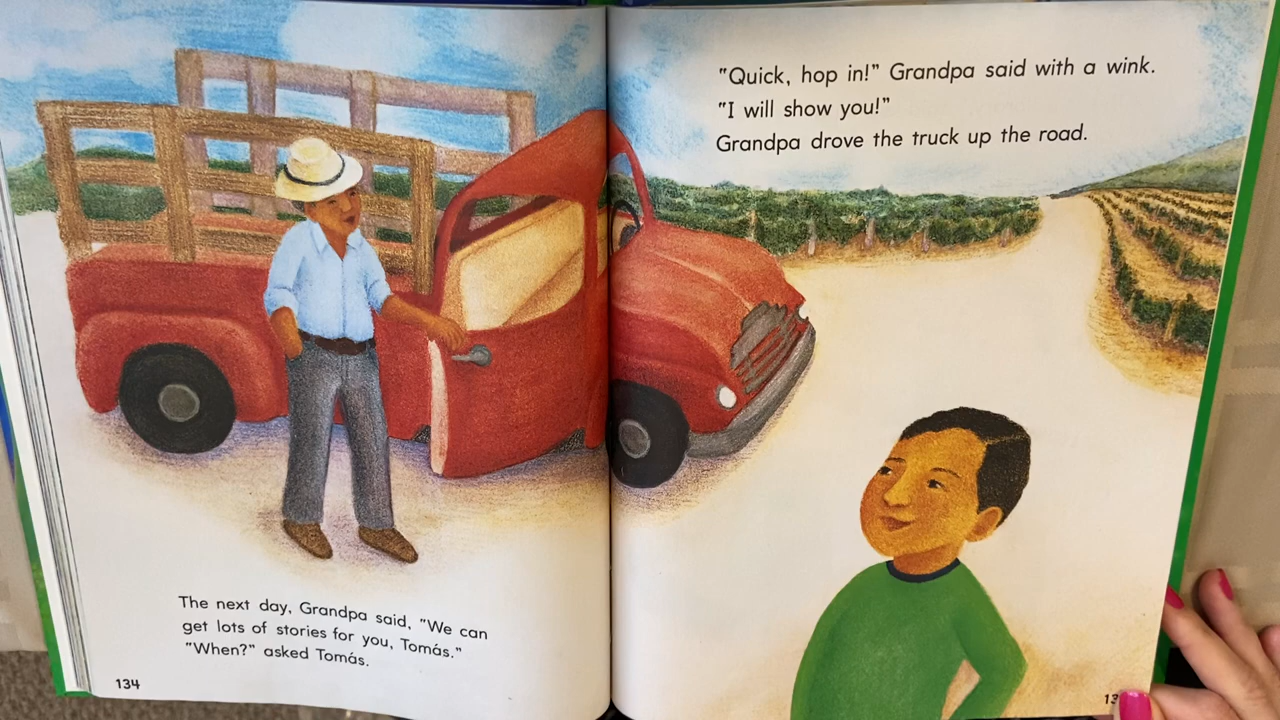 The next day, Grandpa said, "We can
get lots of stories for you, Tomás."
"When?" asked Tomás.
134
"Quick, hop in!" Grandpa said with a wink.
"I will show you!"
Grandpa drove the truck up the road.